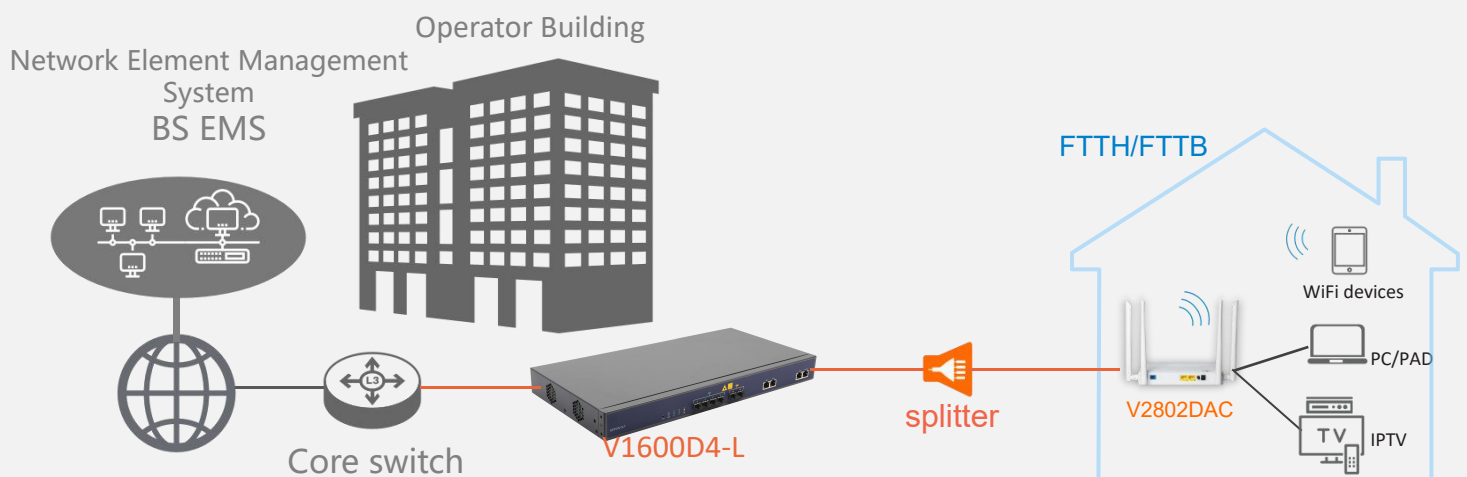 Operator Building
Network Element Management
System
BS EMS
FTTH/FTTB
WiFi devices
L3
PC/PAD
V2802DAC
splitter
TV
IPTV
V1600D4-L
Core switch